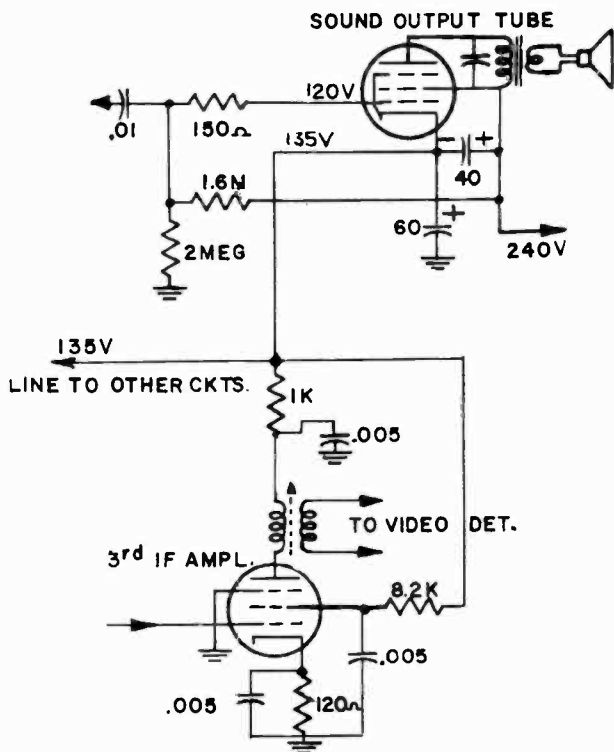 SOUND OUTPUT TUBE
120V
.01
150Ω
135V
− +
40
1.6M
60 +
2MEG
240V
135V
LINE TO OTHER CKTS.
1K
.005
TO VIDEO DET.
3rd IF AMPL.
8.2K
.005
.005
120Ω